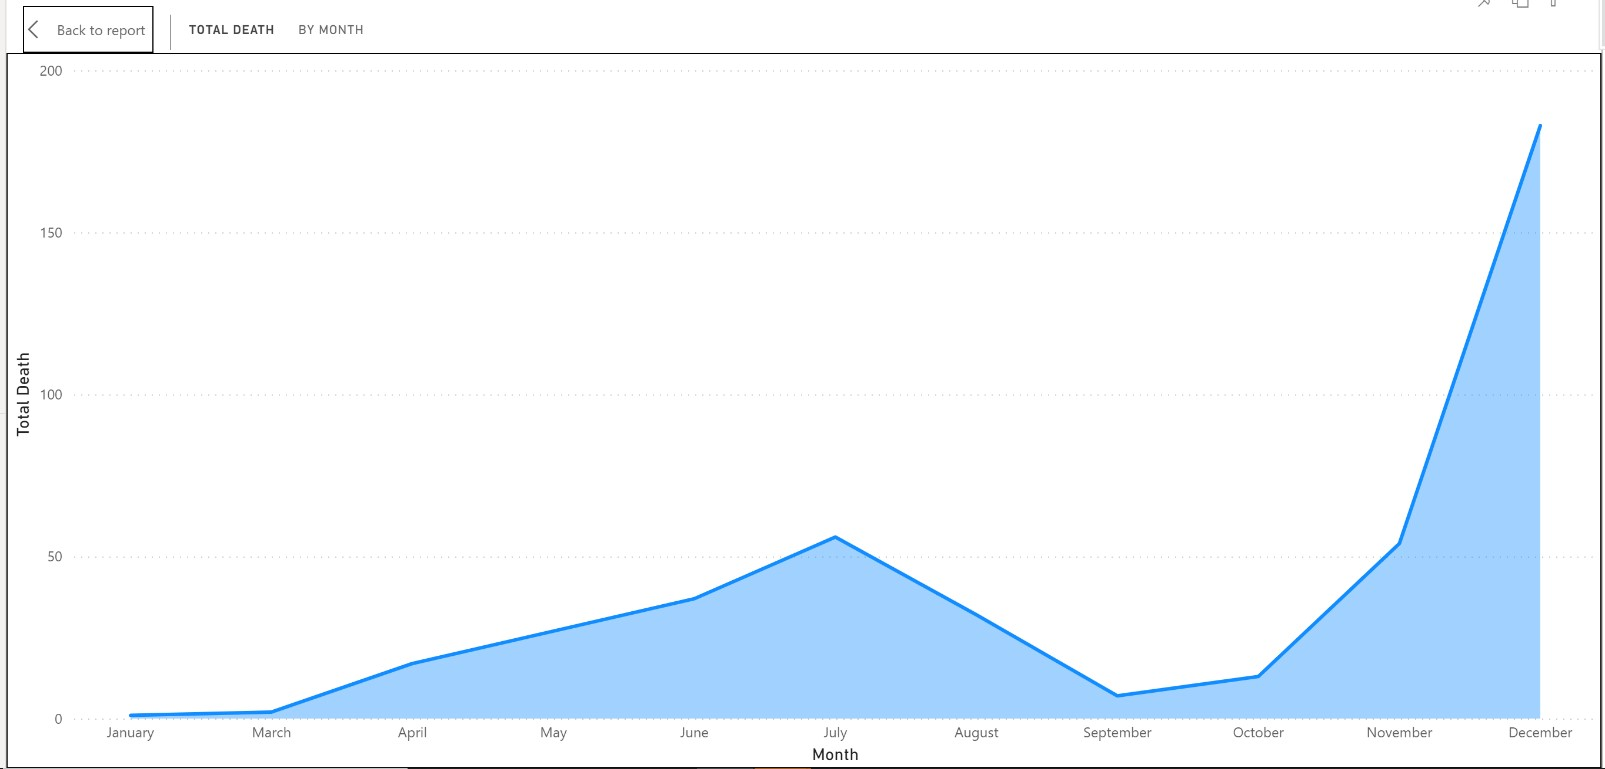 Back to report
TOTAL DEATH BY MONTH
200
150
100
50
0
Total Death
January March April May June July August September October November December
Month